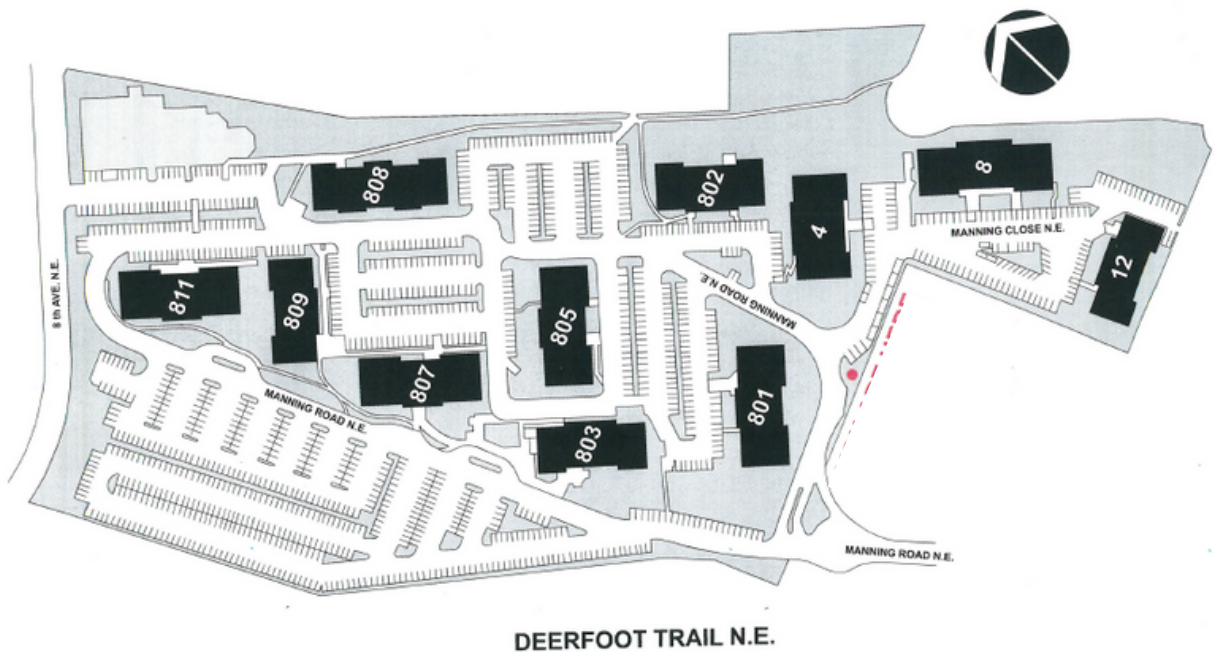 808
802
8
4
MANNING CLOSE N.E.
12
8 th AVE. N.E.
811
809
805
MANNING ROAD N.E.
807
801
MANNING ROAD N.E.
803
MANNING ROAD N.E.
DEERFOOT TRAIL N.E.